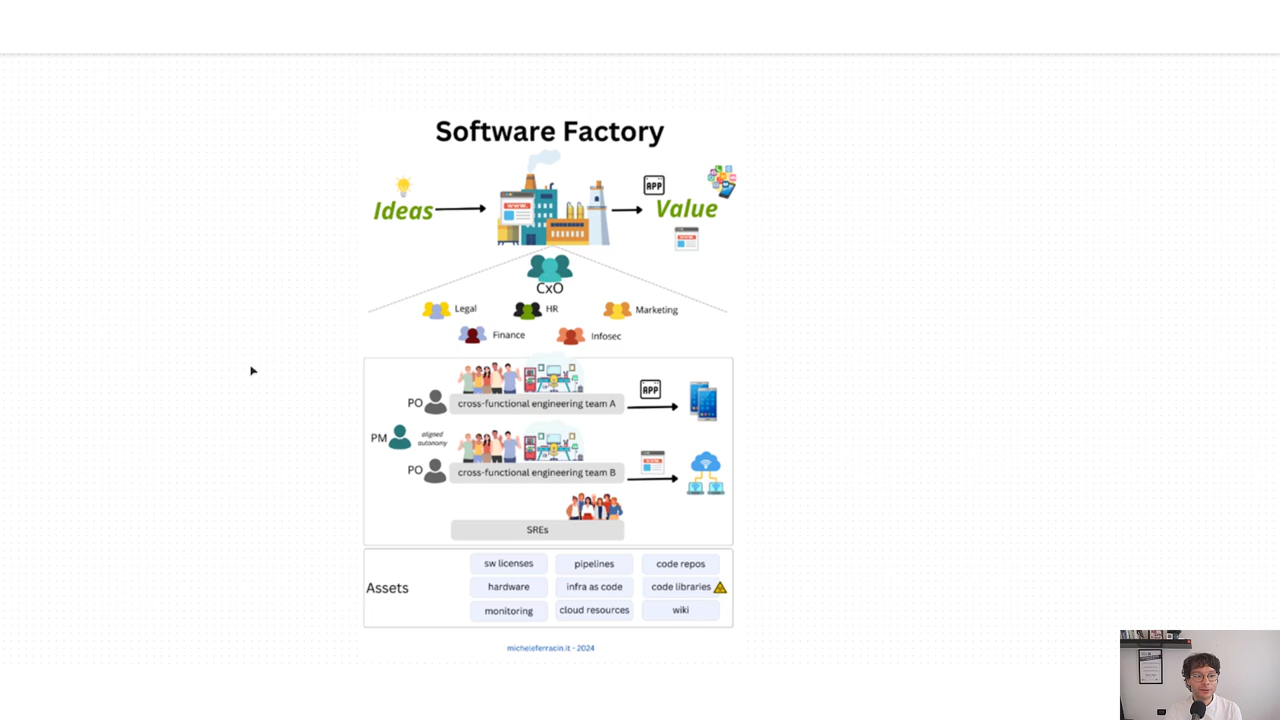 Software Factory
APP
Ideas
Value
www.
CxO
Legal
HR
Marketing
Finance
Infosec
PO
cross-functional engineering team A
APP
PM
aligned
autonomy
PO
cross-functional engineering team B
SREs
Assets
sw licenses
pipelines
code repos
hardware
infra as code
code libraries
monitoring
cloud resources
wiki
micheleferracin.it - 2024